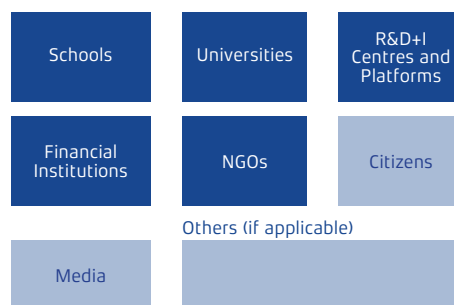 Schools
Universities
R&D+I
Centres and
Platforms
Financial
Institutions
NGOs
Citizens
Others (if applicable)
Media